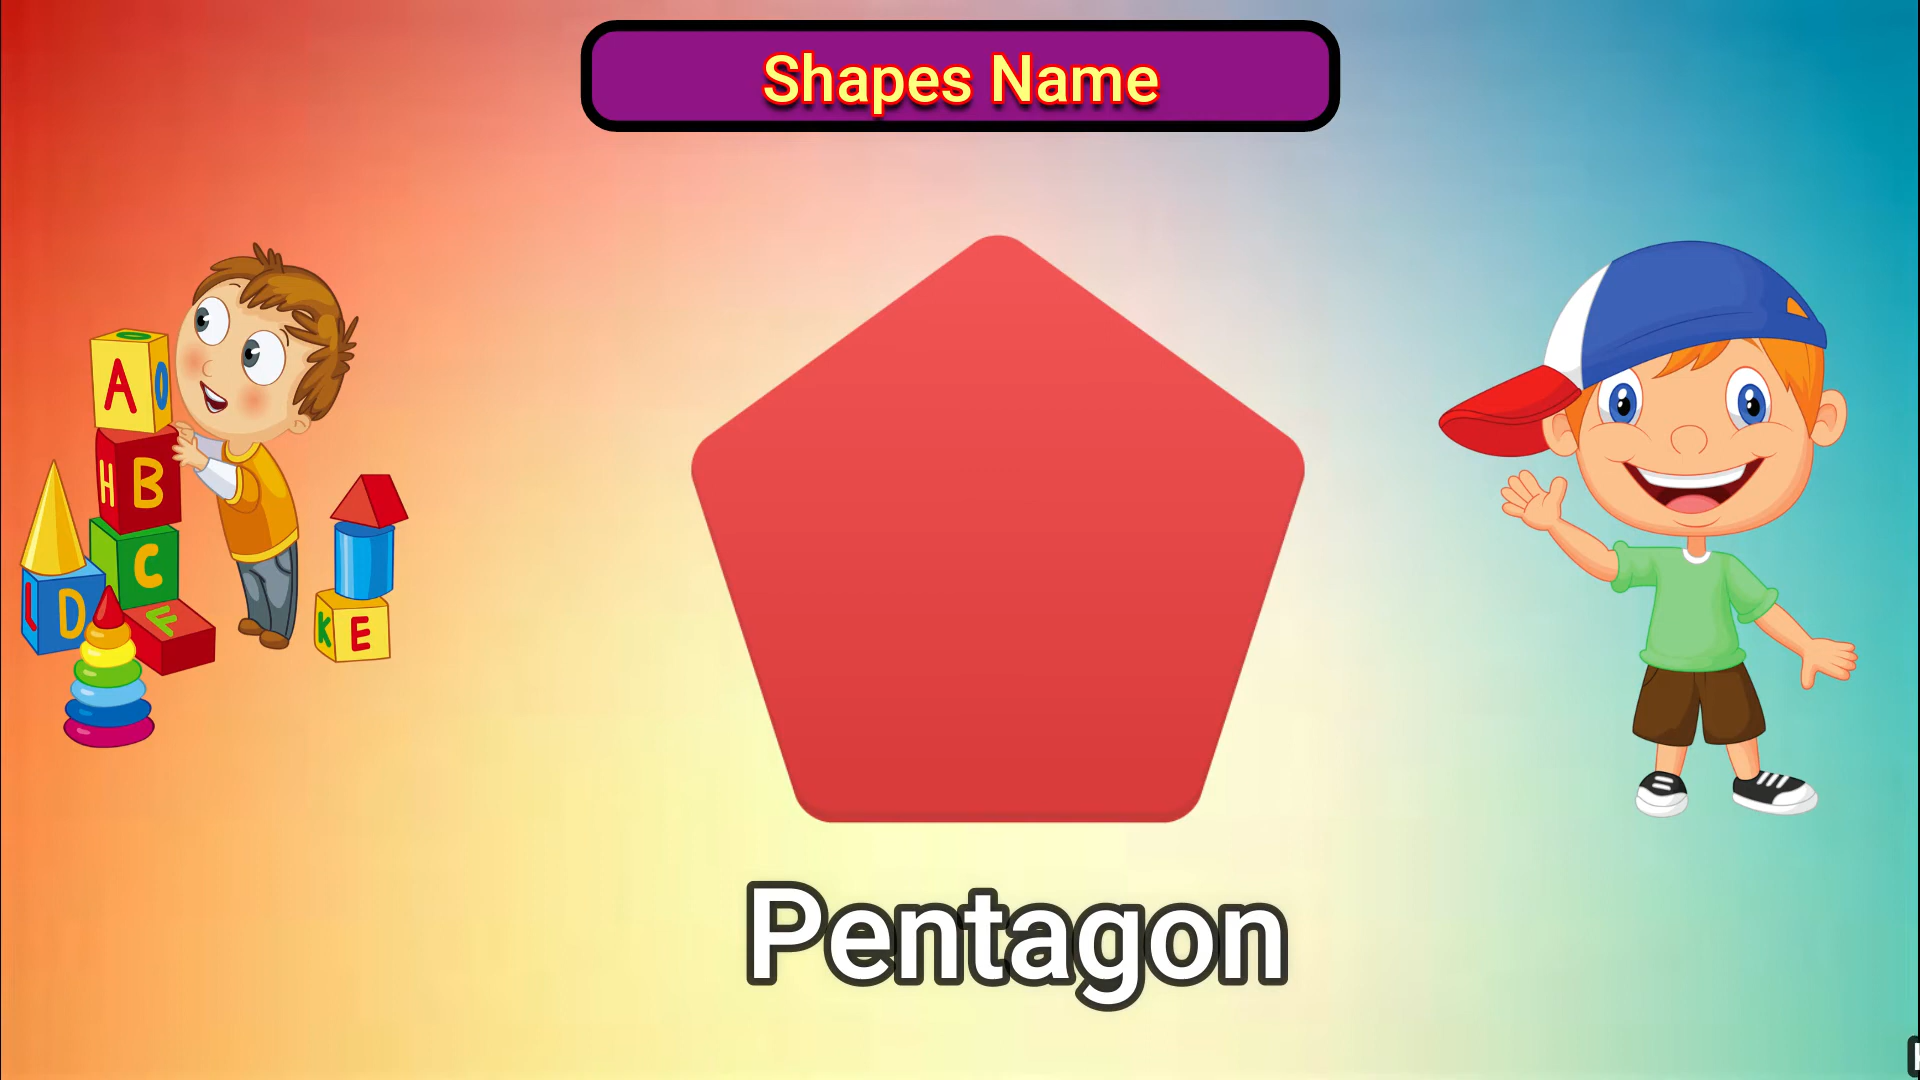 Shapes Name
A
H B
C
L D
F
K E
Pentagon